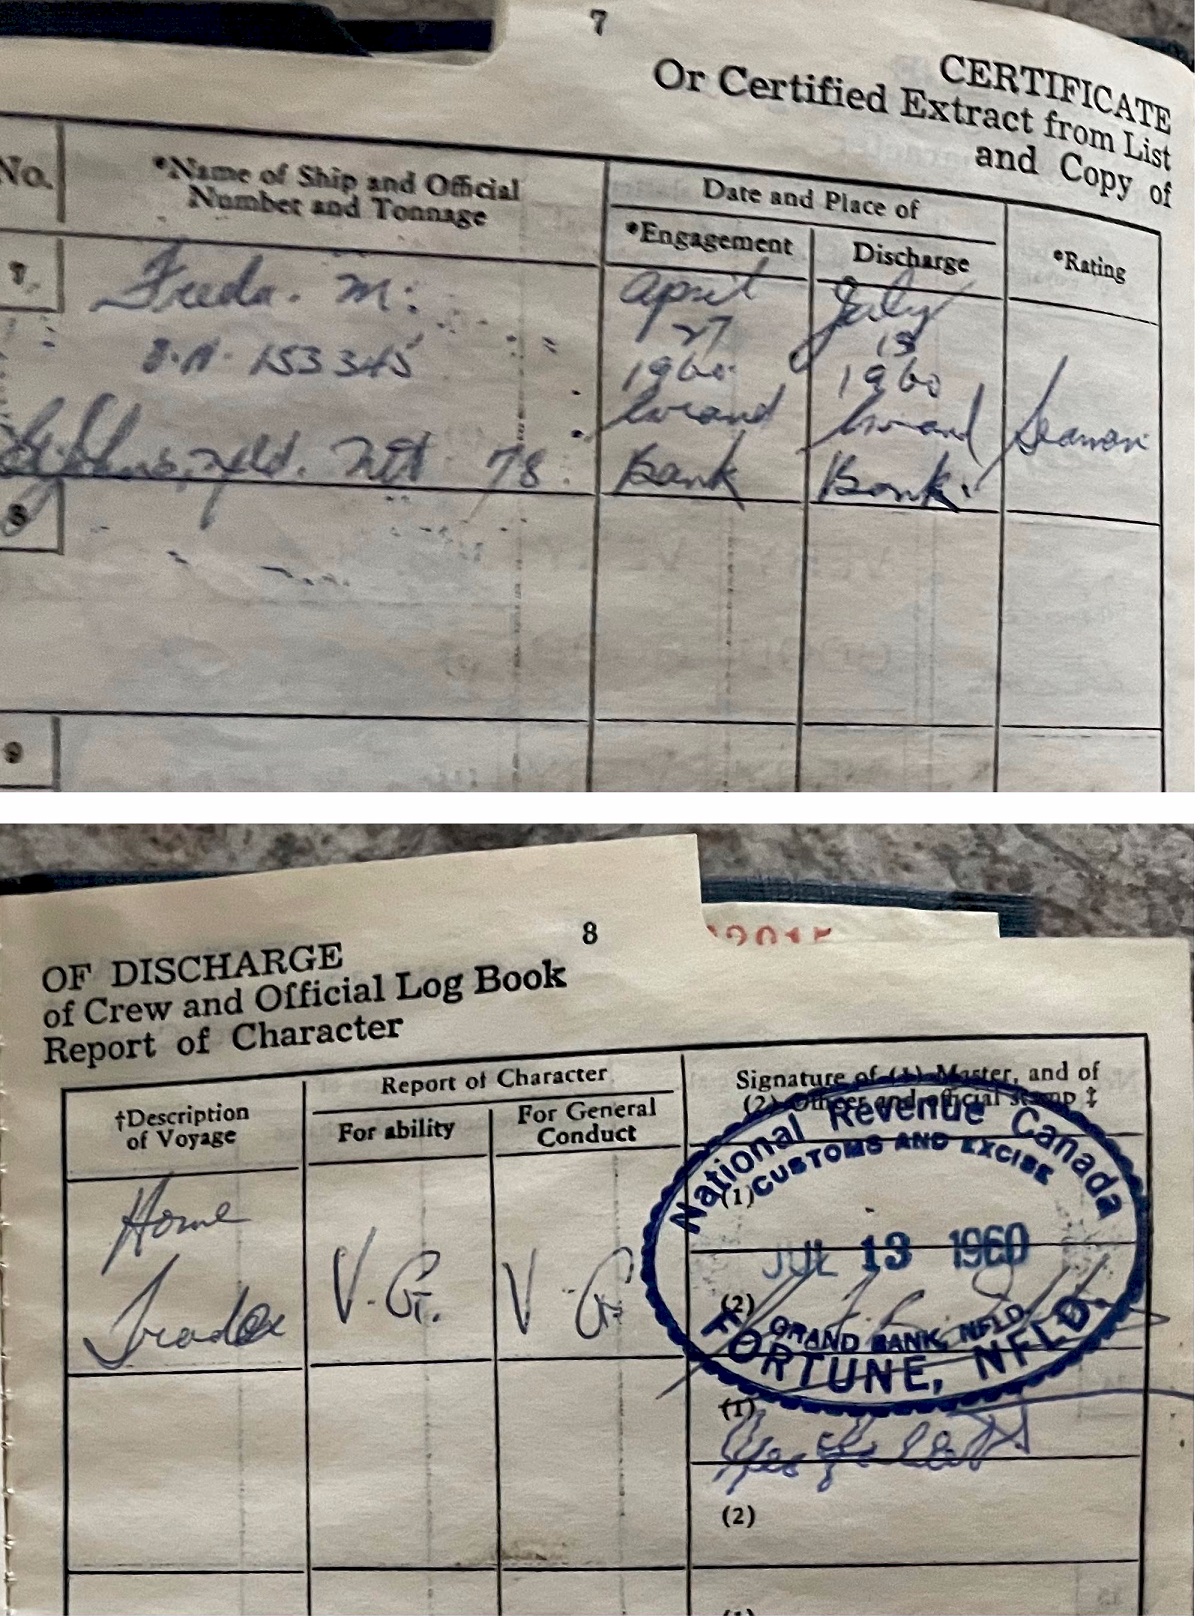 7
CERTIFICATE
Or Certified Extract from List
and Copy of
No.
*Name of Ship and Official
Number and Tonnage
Date and Place of
*Engagement
Discharge
*Rating
7.
Freda. M.
O.N. 153345
Nfld. Net 78.
April
27
1960.
Grand
Bank
July
13
1960
Grand
Bank.
Seaman
8
9
8
OF DISCHARGE
of Crew and Official Log Book
Report of Character
†Description
of Voyage
Report of Character
For ability
For General
Conduct
Signature of (1) Master, and of
(2) Officer and official stamp ‡
Home
Trade
V.G.
V.G.
(1)
(2)
National Revenue Canada
CUSTOMS AND EXCISE
JUL 13 1960
GRAND BANK, NFLD.
FORTUNE, NFLD.
(1)
(2)